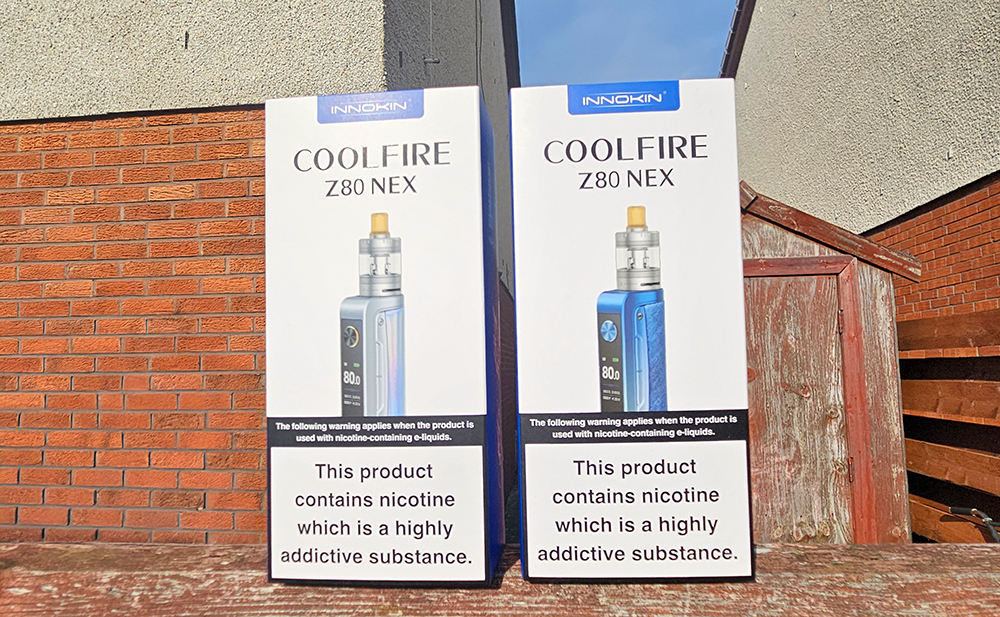 INNOKIN
COOLFIRE
Z80 NEX
80.0
The following warning applies when the product is
used with nicotine-containing e-liquids.
This product
contains nicotine
which is a highly
addictive substance.
INNOKIN
COOLFIRE
Z80 NEX
80.0
The following warning applies when the product is
used with nicotine-containing e-liquids.
This product
contains nicotine
which is a highly
addictive substance.